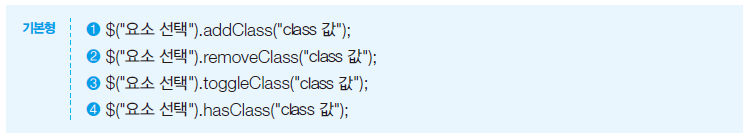 기본형
❶ $("요소 선택").addClass("class 값");
❷ $("요소 선택").removeClass("class 값");
❸ $("요소 선택").toggleClass("class 값");
❹ $("요소 선택").hasClass("class 값");